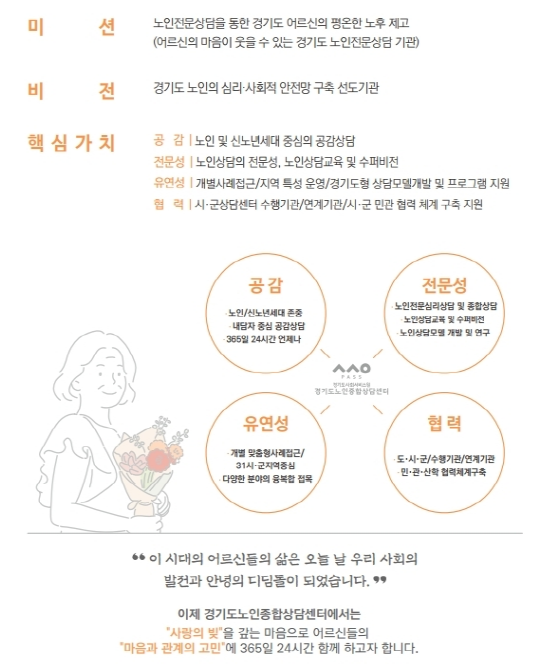 미 션 노인전문상담을 통한 경기도 어르신의 평온한 노후 제고
(어르신의 마음이 웃을 수 있는 경기도 노인전문상담 기관)
비 전 경기도 노인의 심리·사회적 안전망 구축 선도기관
핵심가치 공 감 | 노인 및 신노년세대 중심의 공감상담
전문성 | 노인상담의 전문성, 노인상담교육 및 수퍼비전
유연성 | 개별사례접근/지역 특성 운영/경기도형 상담모델개발 및 프로그램 지원
협 력 | 시·군상담센터 수행기관/연계기관/시·군 민관 협력 체계 구축 지원
공감
· 노인/신노년세대 존중
· 내담자 중심 공감상담
· 365일 24시간 언제나
전문성
· 노인전문심리상담 및 종합상담
· 노인상담교육 및 수퍼비전
· 노인상담모델 개발 및 연구
PASS
경기도사회서비스원
경기도노인종합상담센터
유연성
· 개별 맞춤형사례접근/
31시·군지역중심
· 다양한 분야의 융복합 접목
협력
· 도·시·군/수행기관/연계기관
· 민·관·산학 협력체계구축
“ 이 시대의 어르신들의 삶은 오늘 날 우리 사회의
발전과 안녕의 디딤돌이 되었습니다. ”
이제 경기도노인종합상담센터에서는
"사랑의 빚"을 갚는 마음으로 어르신들의
"마음과 관계의 고민"에 365일 24시간 함께 하고자 합니다.